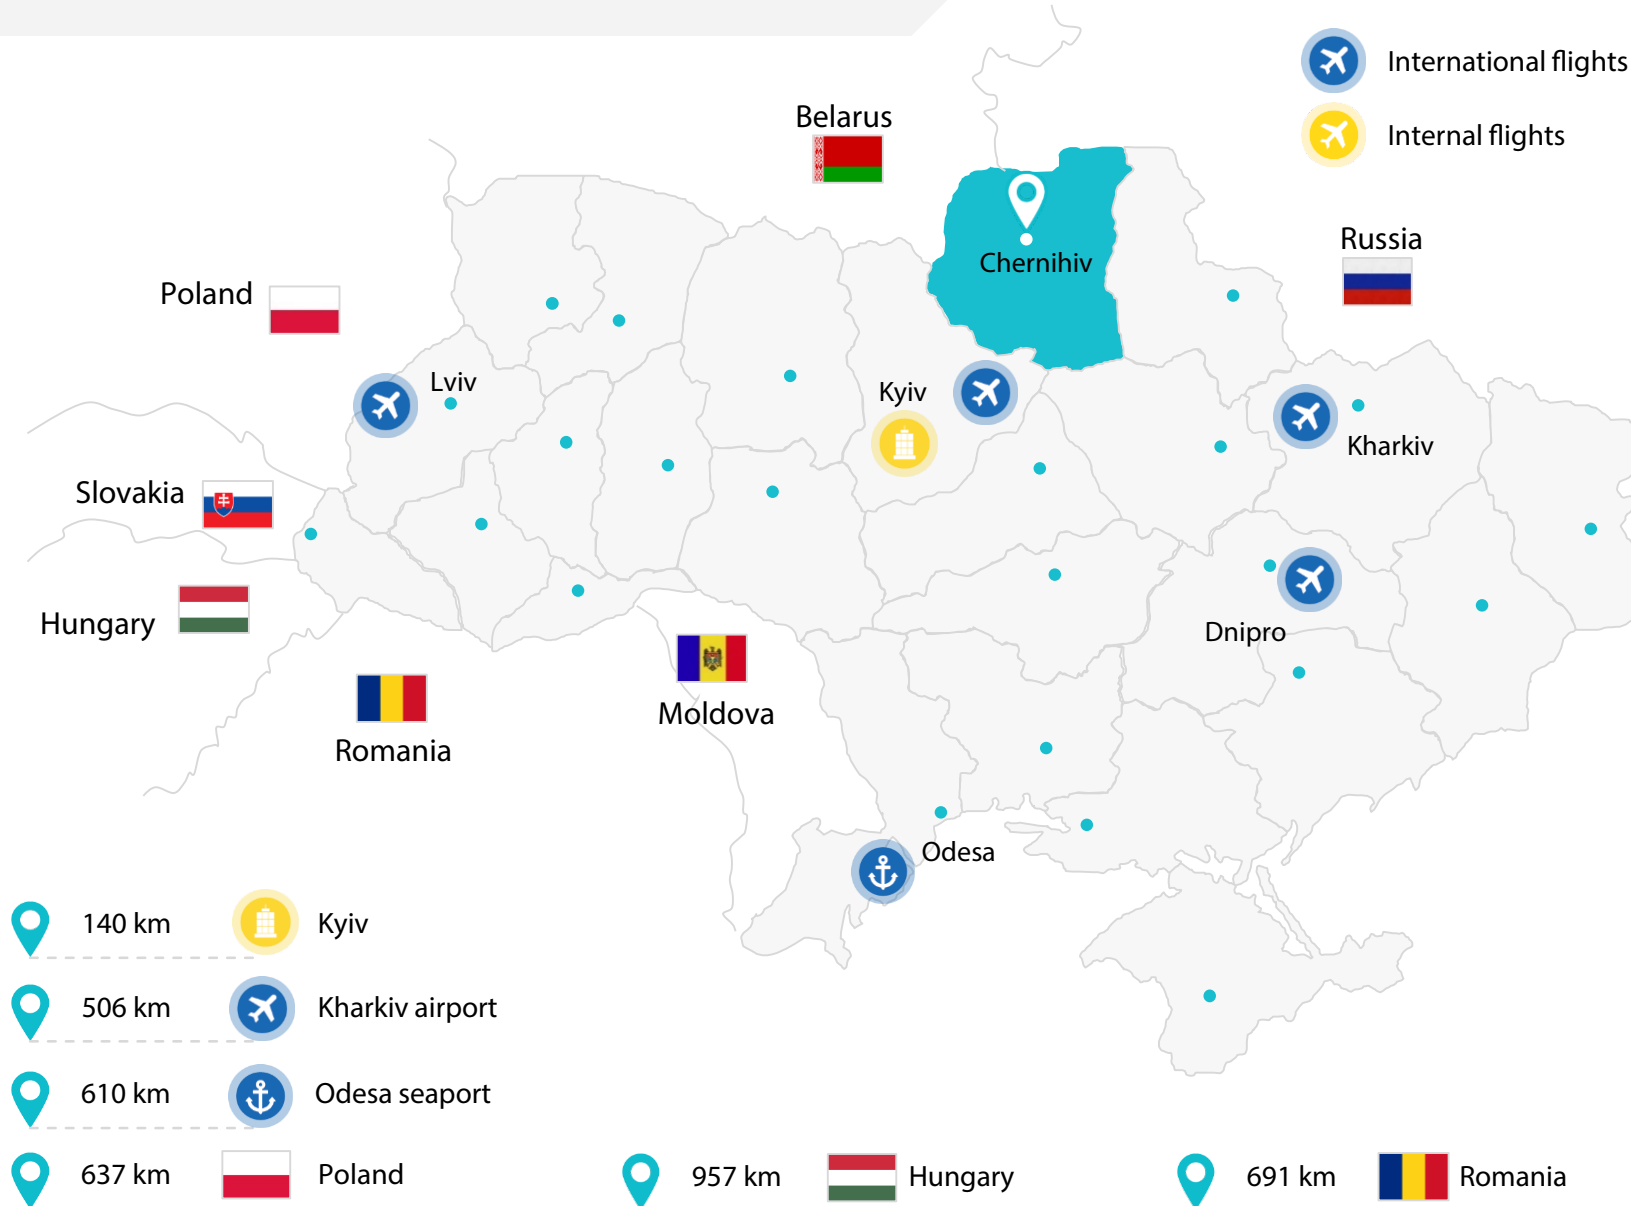 International flights
Internal flights
Belarus
Russia
Chernihiv
Poland
Lviv
Kyiv
Kharkiv
Slovakia
Hungary
Dnipro
Moldova
Romania
Odesa
140 km Kyiv
506 km Kharkiv airport
610 km Odesa seaport
637 km Poland
957 km Hungary
691 km Romania